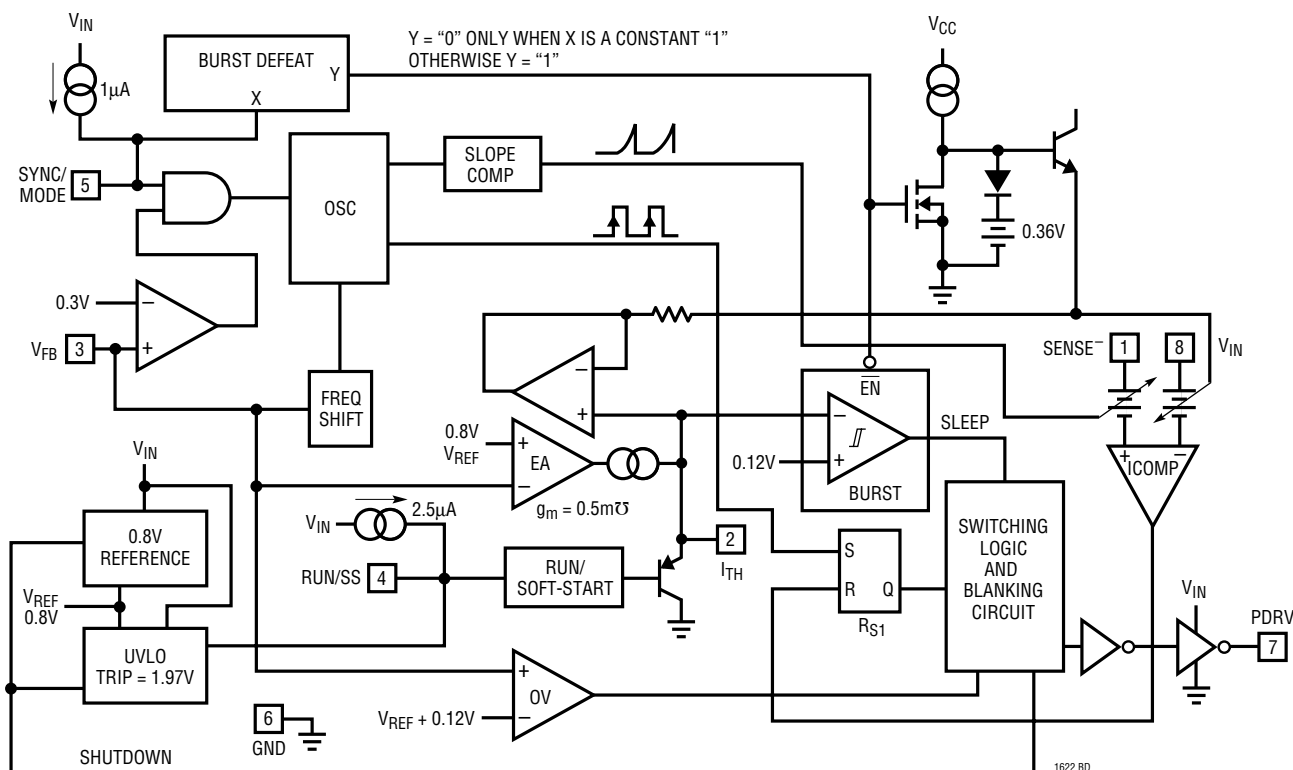 VIN
1µA
BURST DEFEAT
Y
X
Y = “0” ONLY WHEN X IS A CONSTANT “1”
OTHERWISE Y = “1”
VCC
SYNC/
MODE
5
OSC
SLOPE
COMP
0.36V
0.3V
–
VFB
3
+
FREQ
SHIFT
–
+
EN
SENSE–
1
8
VIN
0.8V
VREF
+
EA
–
gm = 0.5m℧
–
0.12V
+
BURST
SLEEP
+
–
ICOMP
VIN
0.8V
REFERENCE
VREF
0.8V
UVLO
TRIP = 1.97V
VIN
2.5µA
RUN/SS
4
RUN/
SOFT-START
2
ITH
S
R
Q
RS1
SWITCHING
LOGIC
AND
BLANKING
CIRCUIT
VIN
PDRV
7
+
OV
–
VREF + 0.12V
6
GND
SHUTDOWN
1622 BD